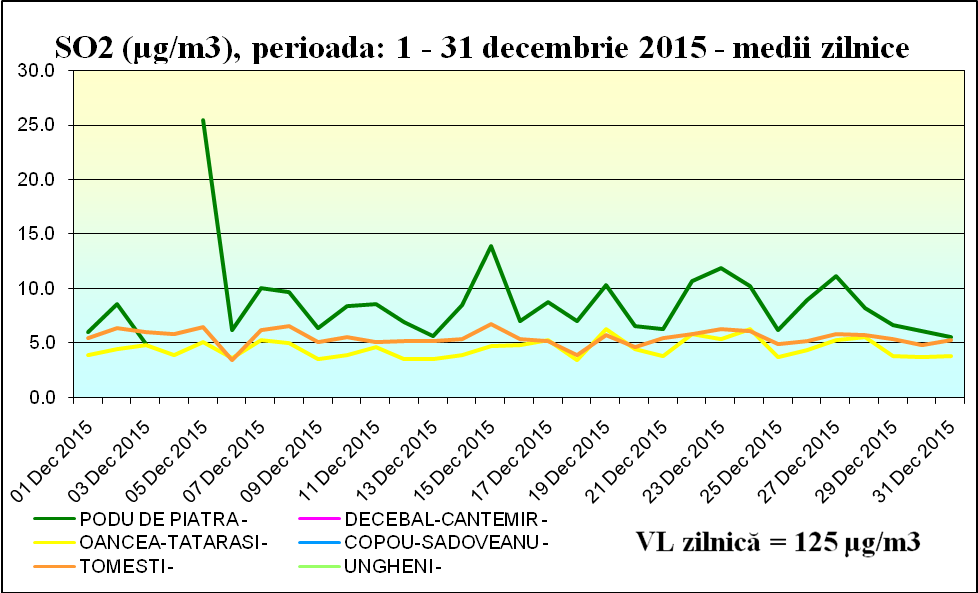 SO2 (µg/m3), perioada: 1 - 31 decembrie 2015 - medii zilnice
30.0
25.0
20.0
15.0
10.0
5.0
0.0
01 Dec 2015
03 Dec 2015
05 Dec 2015
07 Dec 2015
09 Dec 2015
11 Dec 2015
13 Dec 2015
15 Dec 2015
17 Dec 2015
19 Dec 2015
21 Dec 2015
23 Dec 2015
25 Dec 2015
27 Dec 2015
29 Dec 2015
31 Dec 2015
PODU DE PIATRA- DECEBAL-CANTEMIR-
OANCEA-TATARASI- COPOU-SADOVEANU-
TOMESTI- UNGHENI-
VL zilnică = 125 µg/m3